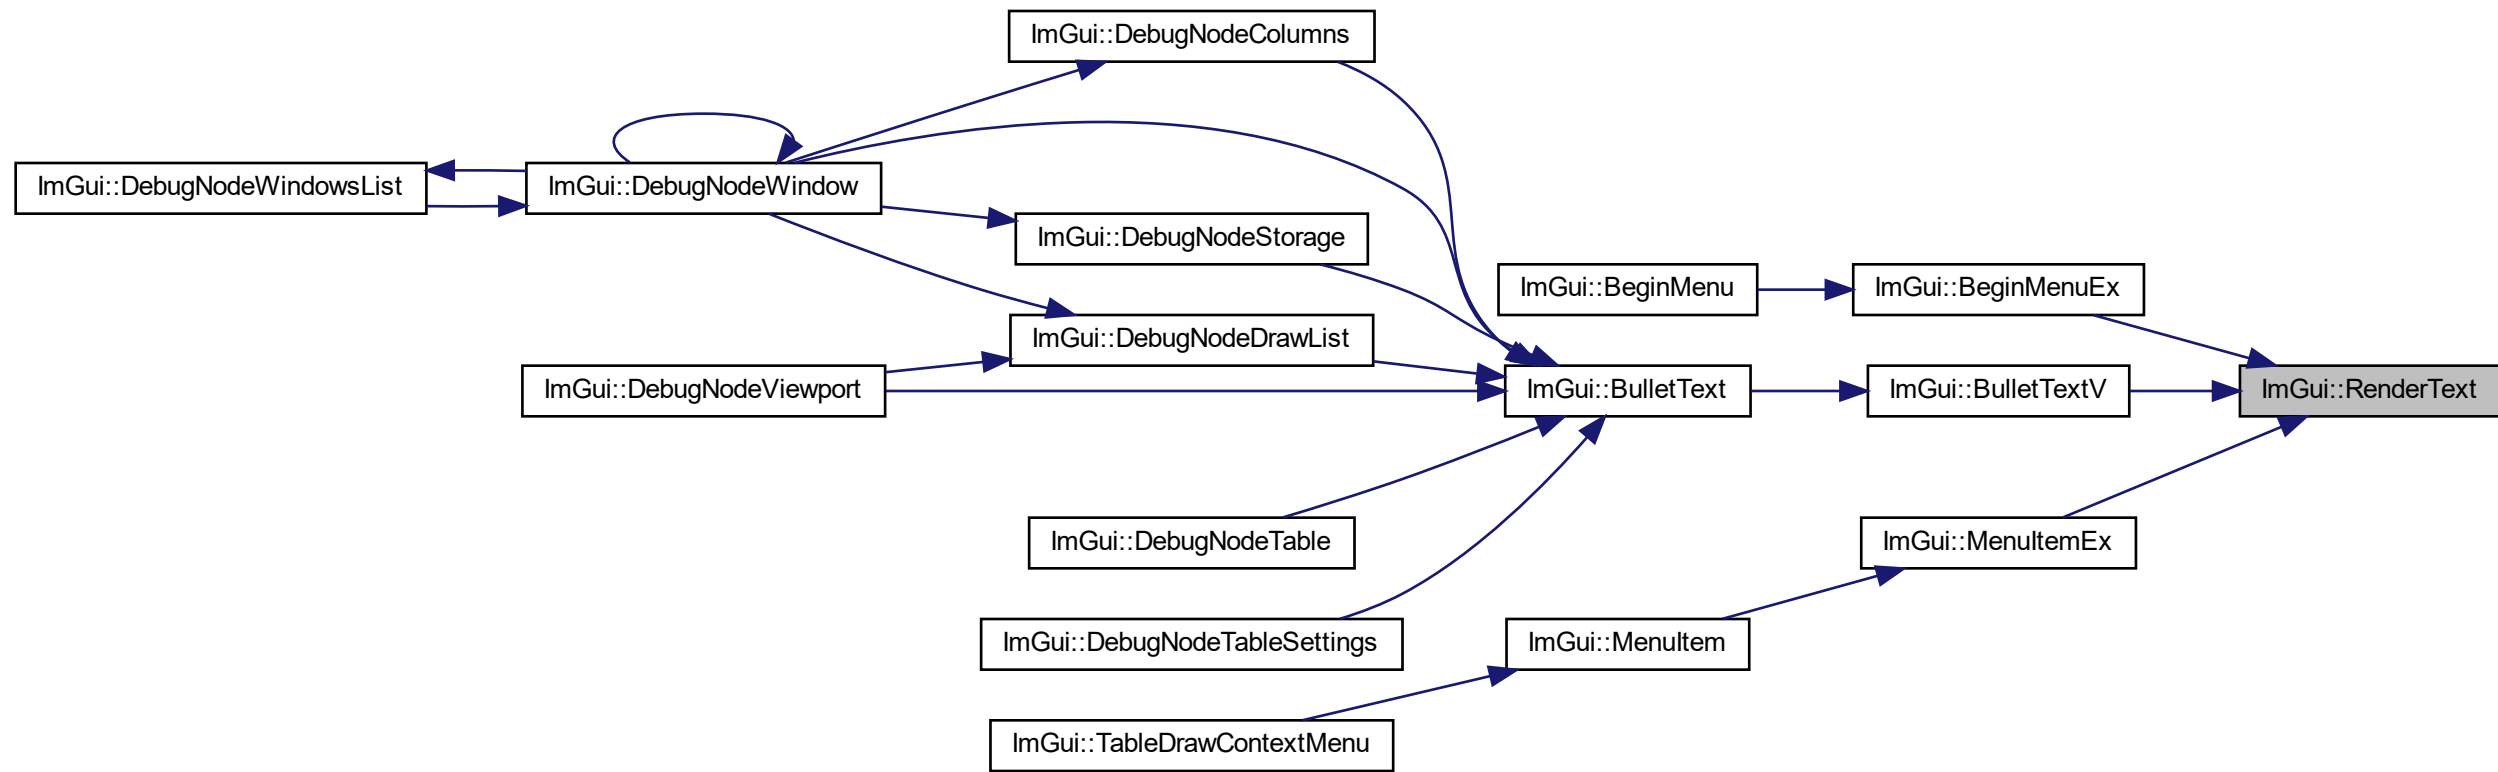 ImGui::DebugNodeColumns
ImGui::DebugNodeWindowsList
ImGui::DebugNodeWindow
ImGui::DebugNodeStorage
ImGui::BeginMenu
ImGui::BeginMenuEx
ImGui::DebugNodeDrawList
ImGui::DebugNodeViewport
ImGui::BulletText
ImGui::BulletTextV
ImGui::RenderText
ImGui::DebugNodeTable
ImGui::MenuItemEx
ImGui::DebugNodeTableSettings
ImGui::MenuItem
ImGui::TableDrawContextMenu